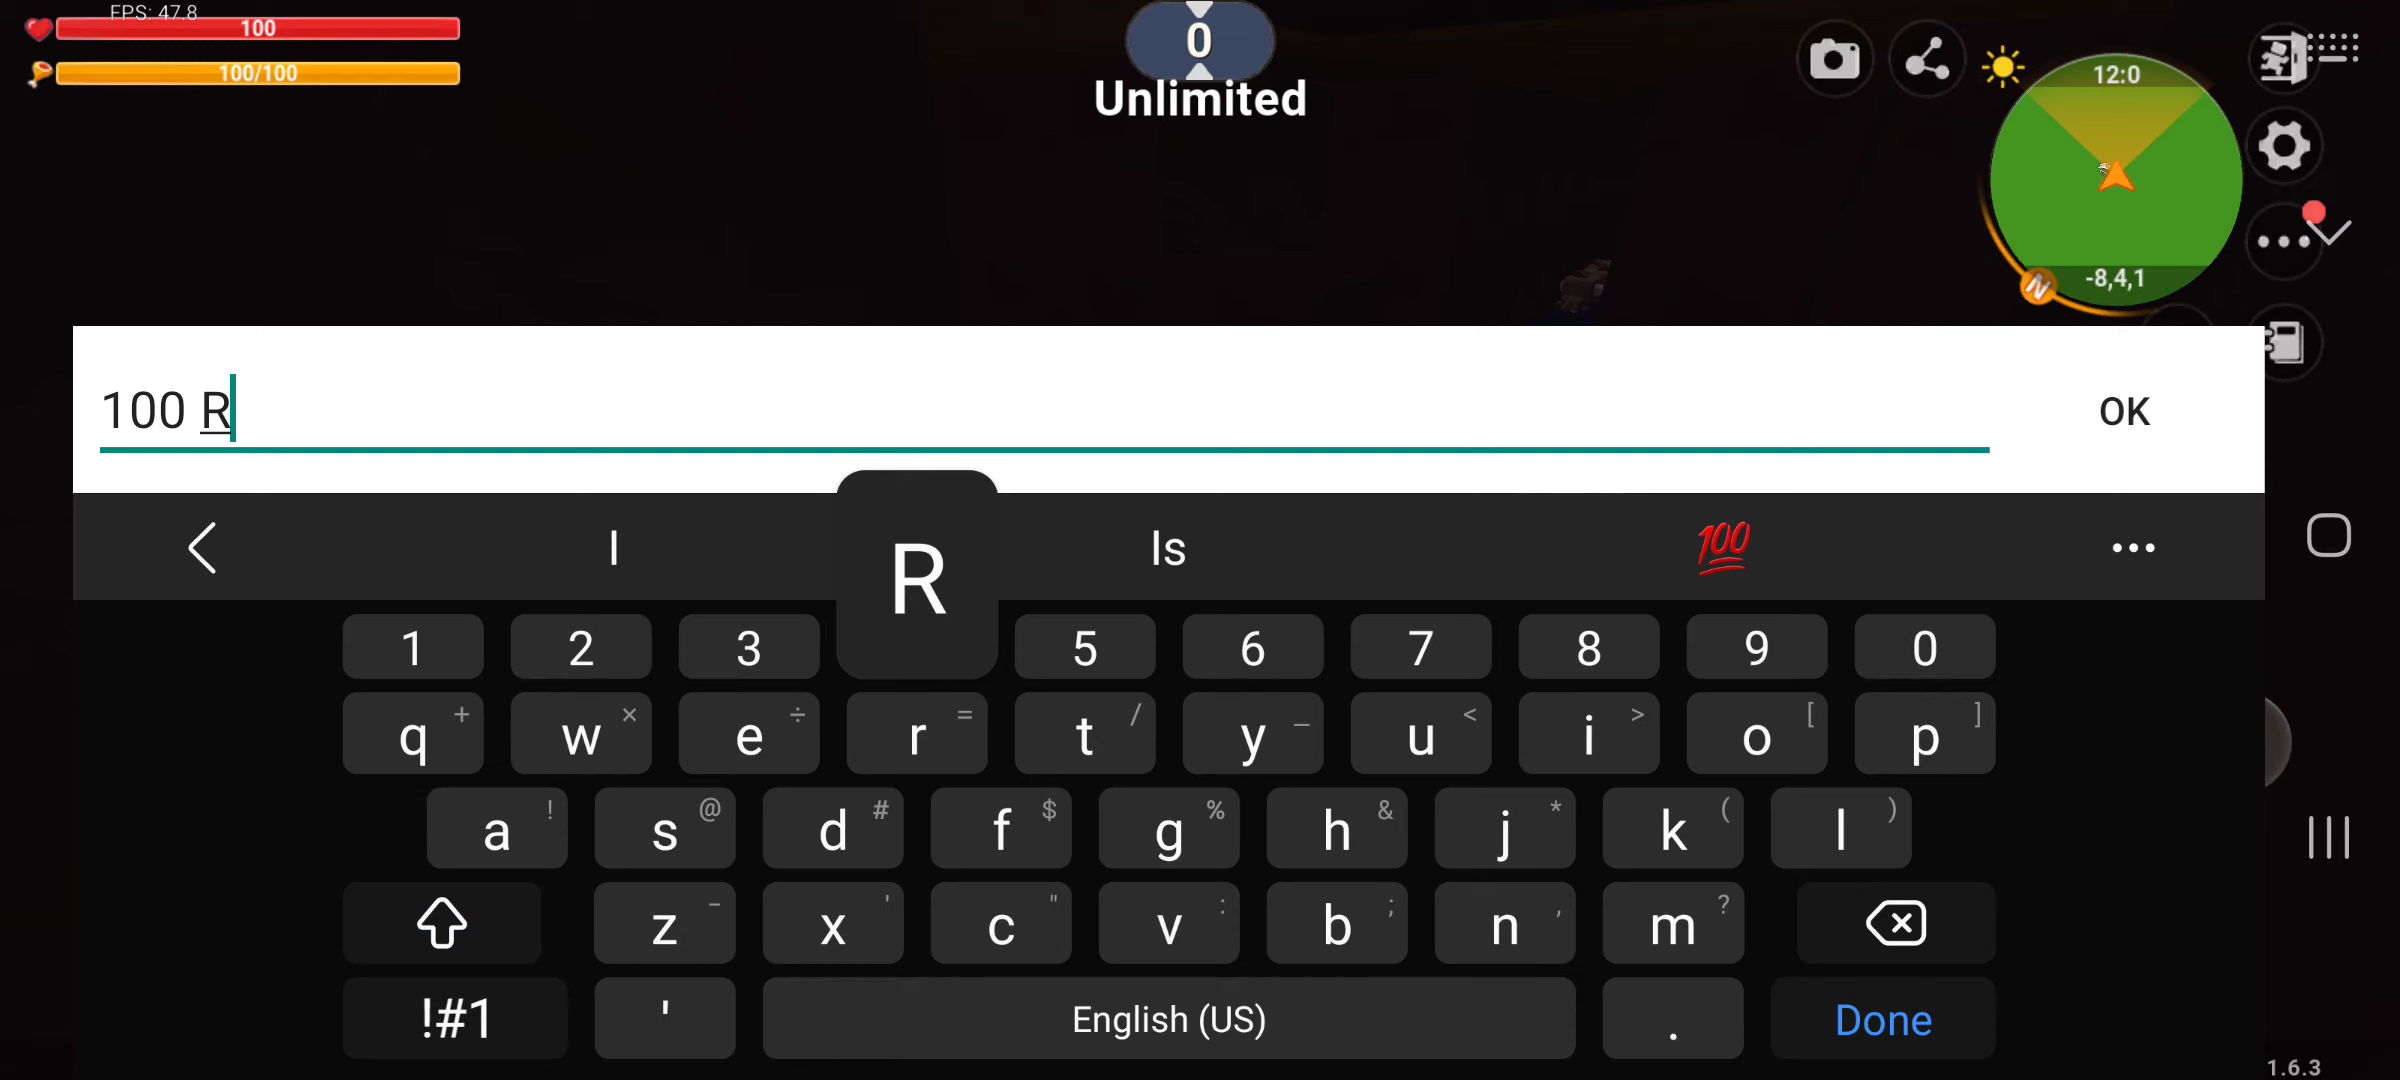 FPS: 47.8
100
100/100
0
Unlimited
12:0
N
-8,4,1
100 R
OK
I
R
Is
💯
...
1 2 3 5 6 7 8 9 0
q + w × e ÷ r = t / y _ u < i > o [ p ]
a ! s @ d # f $ g % h & j * k ( l )
z - x ' c " v : b ; n , m ?
!#1 ' English (US) . Done
1.6.3